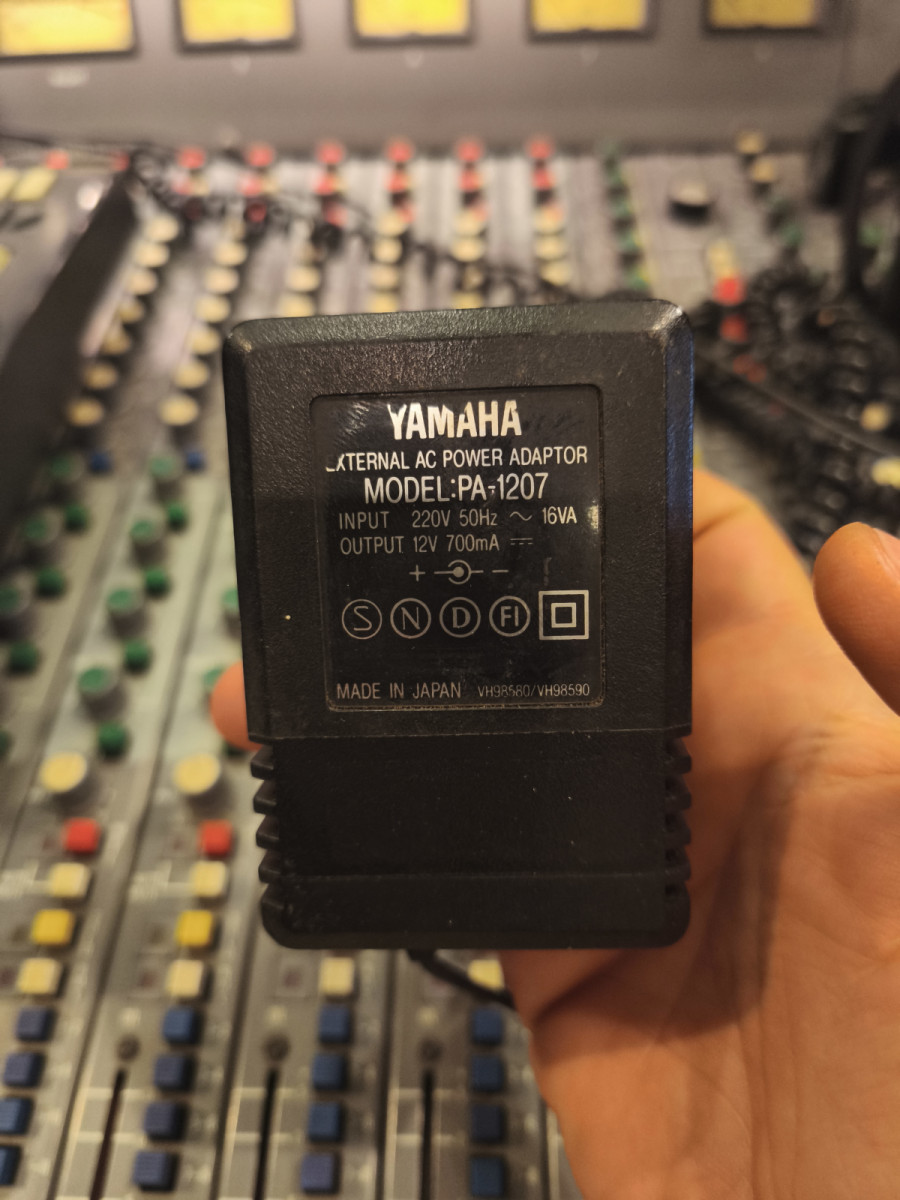 YAMAHA
EXTERNAL AC POWER ADAPTOR
MODEL:PA-1207
INPUT 220V 50Hz ~ 16VA
OUTPUT 12V 700mA ⎓
+ -
S N D FI
MADE IN JAPAN VH98580/VH98590